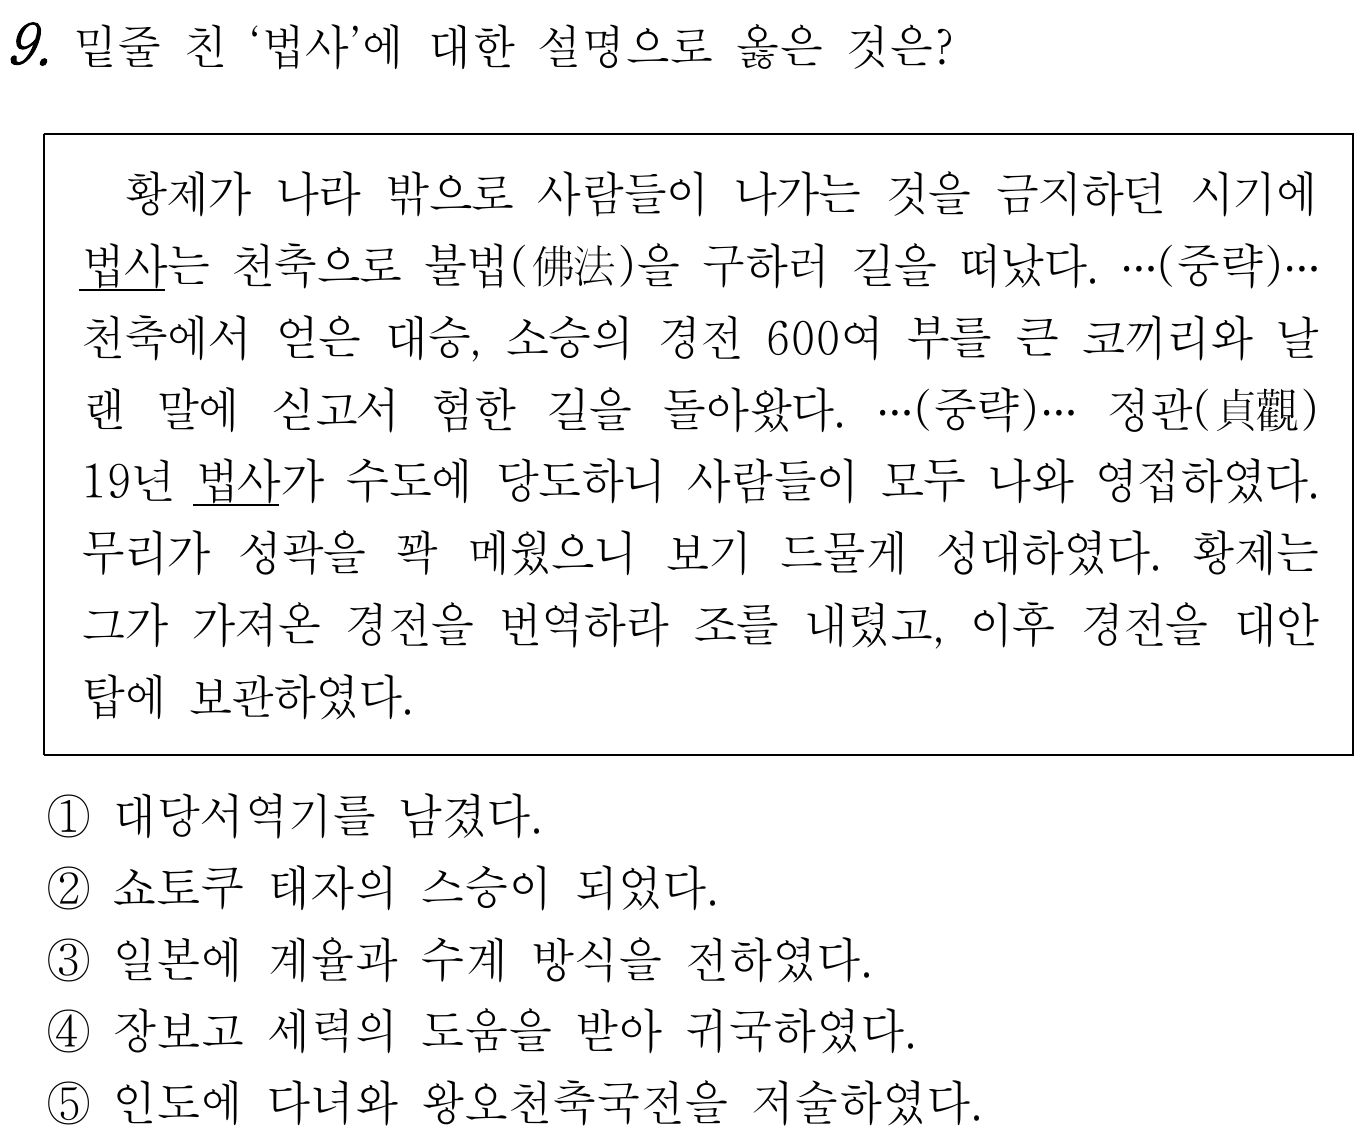 9. 밑줄 친 ‘법사’에 대한 설명으로 옳은 것은?
황제가 나라 밖으로 사람들이 나가는 것을 금지하던 시기에
법사는 천축으로 불법(佛法)을 구하러 길을 떠났다. …(중략)…
천축에서 얻은 대승, 소승의 경전 600여 부를 큰 코끼리와 날
랜 말에 싣고서 험한 길을 돌아왔다. …(중략)… 정관(貞觀)
19년 법사가 수도에 당도하니 사람들이 모두 나와 영접하였다.
무리가 성곽을 꽉 메웠으니 보기 드물게 성대하였다. 황제는
그가 가져온 경전을 번역하라 조를 내렸고, 이후 경전을 대안
탑에 보관하였다.
① 대당서역기를 남겼다.
② 쇼토쿠 태자의 스승이 되었다.
③ 일본에 계율과 수계 방식을 전하였다.
④ 장보고 세력의 도움을 받아 귀국하였다.
⑤ 인도에 다녀와 왕오천축국전을 저술하였다.